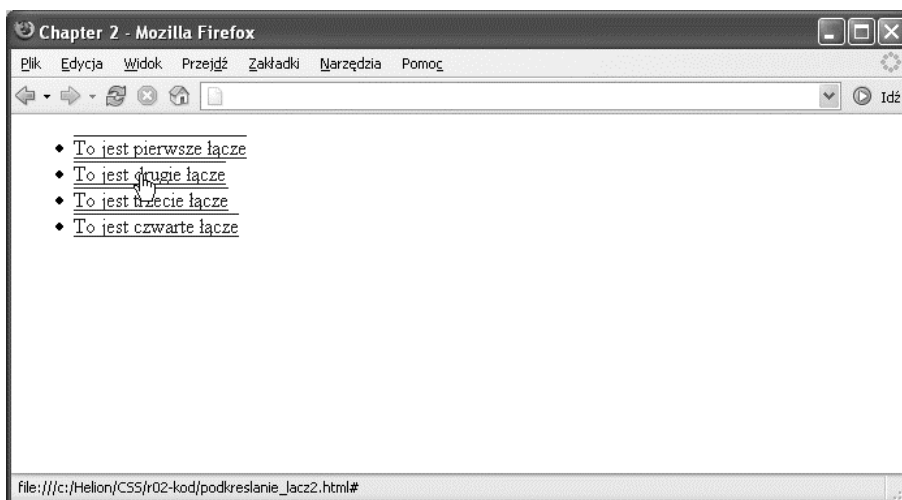 Chapter 2 - Mozilla Firefox
Plik Edycja Widok Przejdź Zakładki Narzędzia Pomoc
Idź
To jest pierwsze łącze
To jest drugie łącze
To jest trzecie łącze
To jest czwarte łącze
file:///c:/Helion/CSS/r02-kod/podkreslanie_lacz2.html#